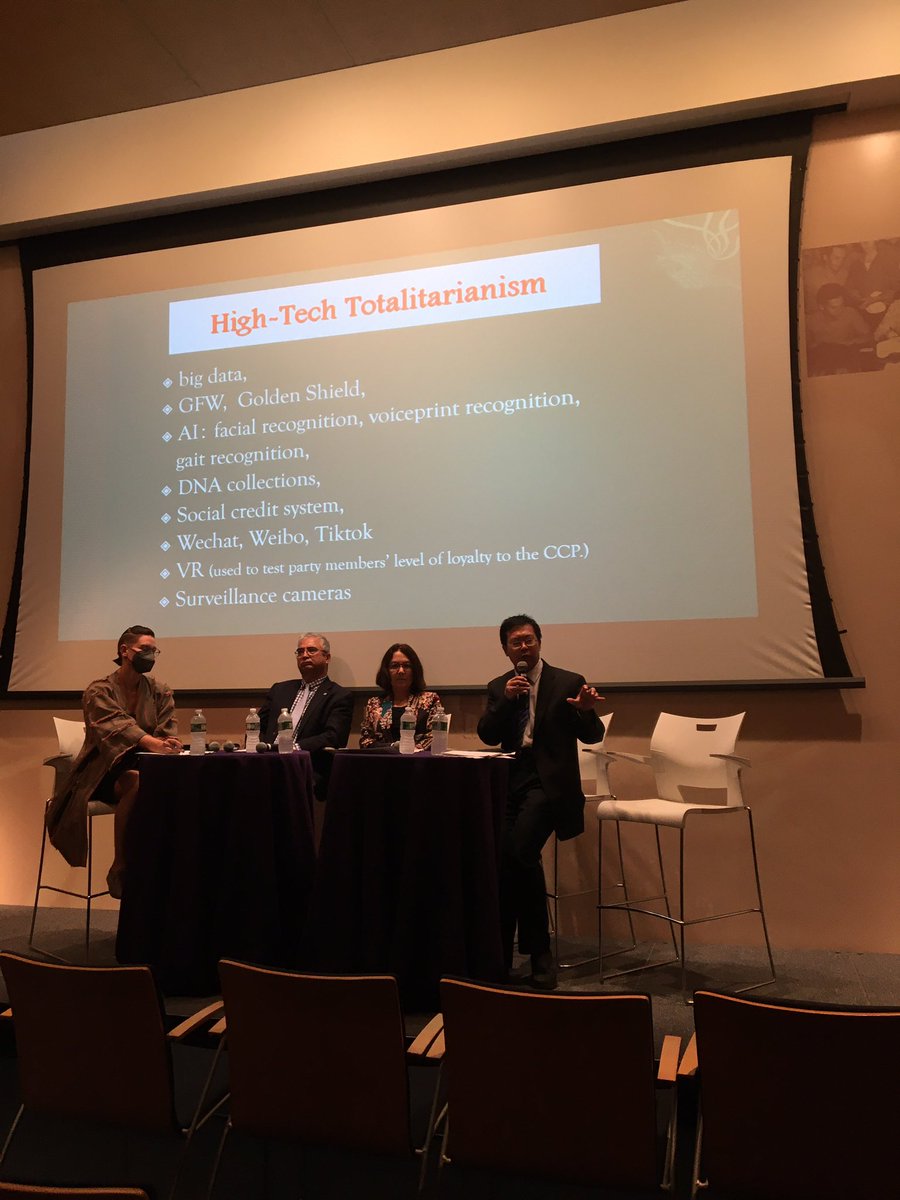 High-Tech Totalitarianism
big data,
GFW, Golden Shield,
AI: facial recognition, voiceprint recognition,
gait recognition,
DNA collections,
Social credit system,
Wechat, Weibo, Tiktok
VR (used to test party members' level of loyalty to the CCP.)
Surveillance cameras